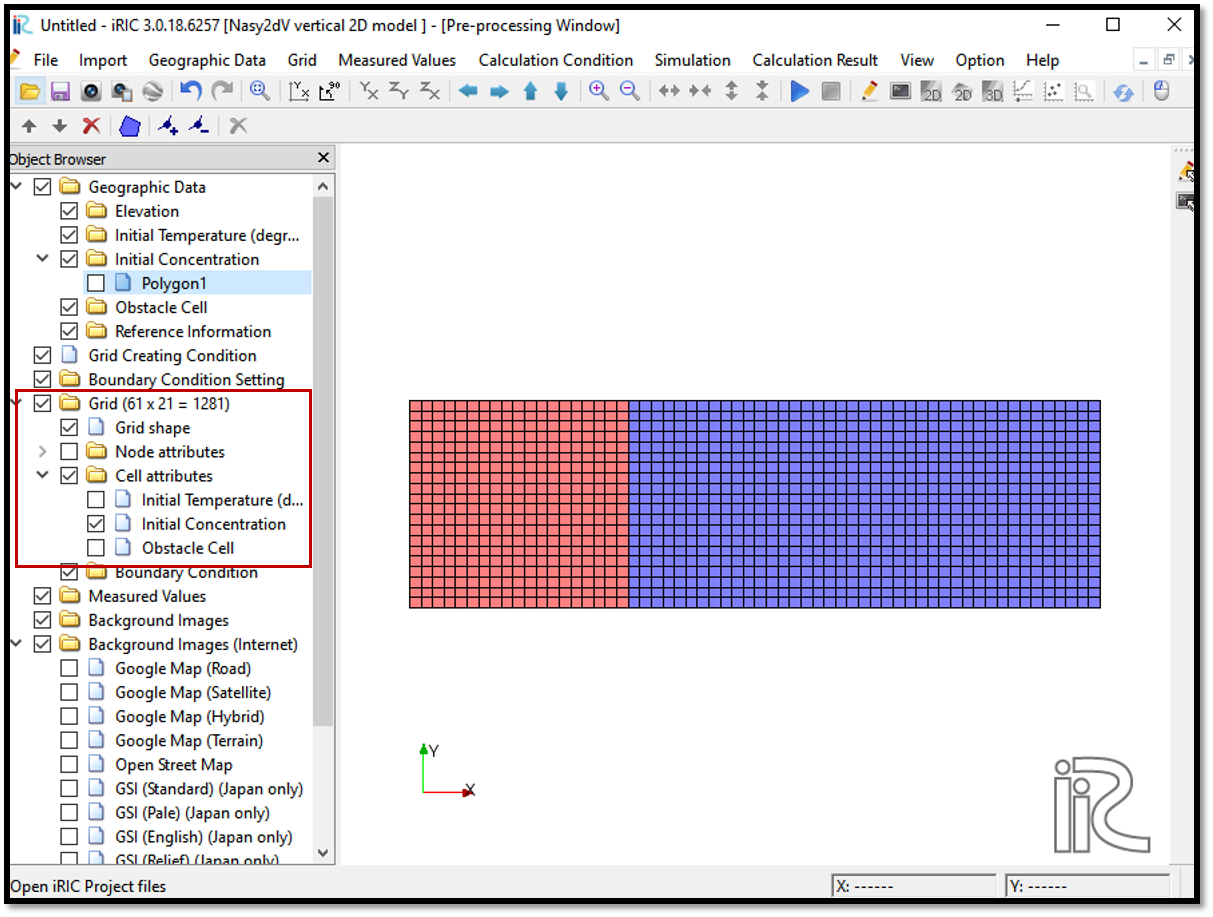 Untitled - iRIC 3.0.18.6257 [Nasy2dV vertical 2D model ] - [Pre-processing Window]
File Import Geographic Data Grid Measured Values Calculation Condition Simulation Calculation Result View Option Help
Object Browser
Geographic Data
Elevation
Initial Temperature (degr...
Initial Concentration
Polygon1
Obstacle Cell
Reference Information
Grid Creating Condition
Boundary Condition Setting
Grid (61 x 21 = 1281)
Grid shape
Node attributes
Cell attributes
Initial Temperature (d...
Initial Concentration
Obstacle Cell
Boundary Condition
Measured Values
Background Images
Background Images (Internet)
Google Map (Road)
Google Map (Satellite)
Google Map (Hybrid)
Google Map (Terrain)
Open Street Map
GSI (Standard) (Japan only)
GSI (Pale) (Japan only)
GSI (English) (Japan only)
GSI (Relief) (Japan only)
Y
X
iRIC
Open iRIC Project files X: ------ Y: ------